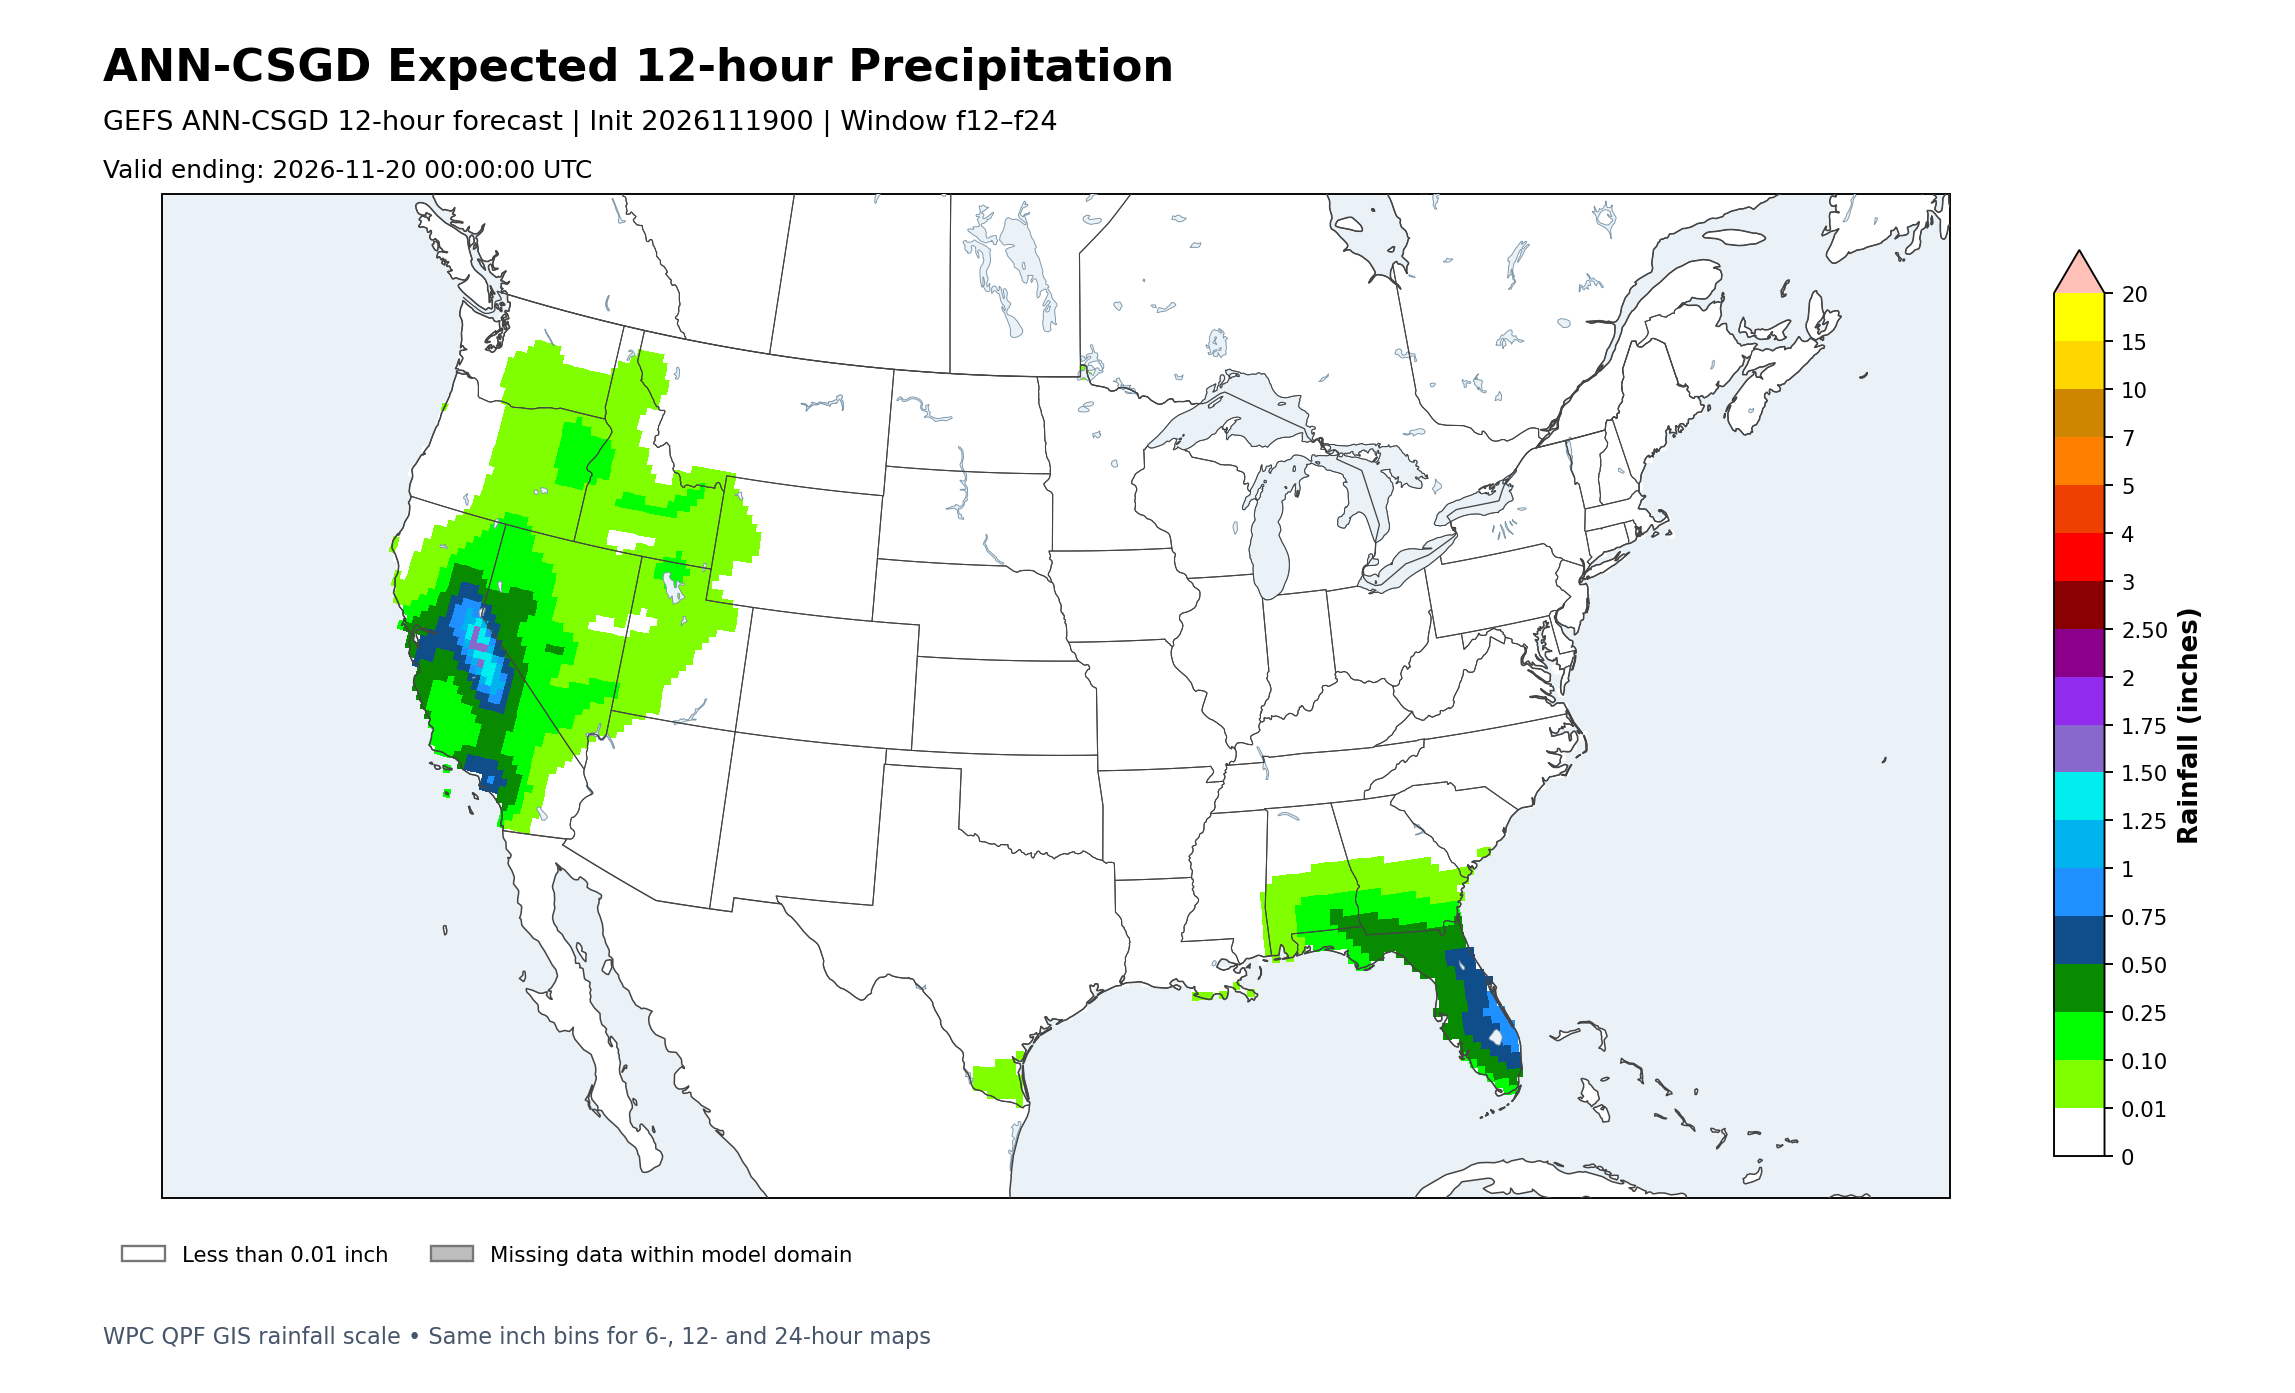 ANN-CSGD Expected 12-hour Precipitation
GEFS ANN-CSGD 12-hour forecast | Init 2026111900 | Window f12–f24
Valid ending: 2026-11-20 00:00:00 UTC
20
15
10
7
5
4
3
2.50
2
1.75
1.50
1.25
1
0.75
0.50
0.25
0.10
0.01
0
Rainfall (inches)
Less than 0.01 inch
Missing data within model domain
WPC QPF GIS rainfall scale • Same inch bins for 6-, 12- and 24-hour maps